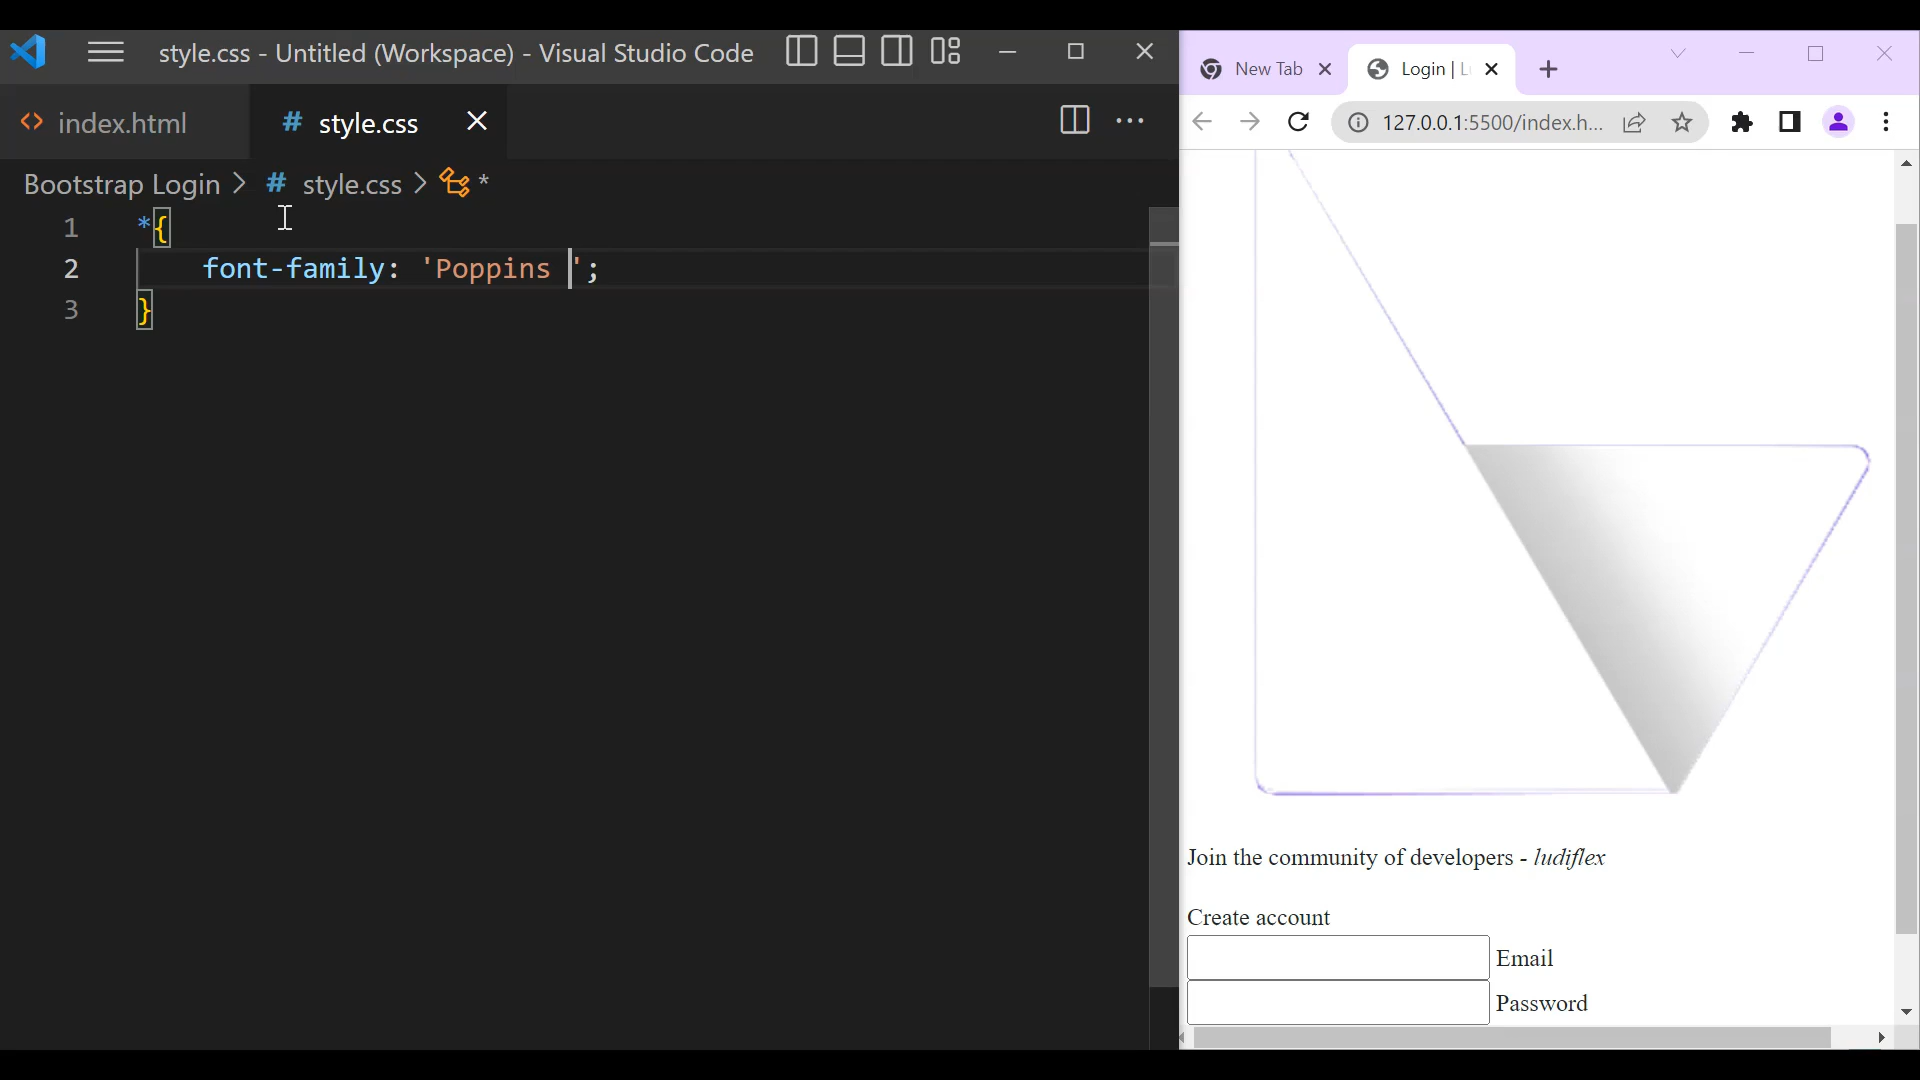 style.css - Untitled (Workspace) - Visual Studio Code
index.html
# style.css
Bootstrap Login > # style.css > *
1 *{
2 font-family: 'Poppins ';
3 }
New Tab
Login | L
127.0.0.1:5500/index.h...
Join the community of developers - ludiflex
Create account
Email
Password